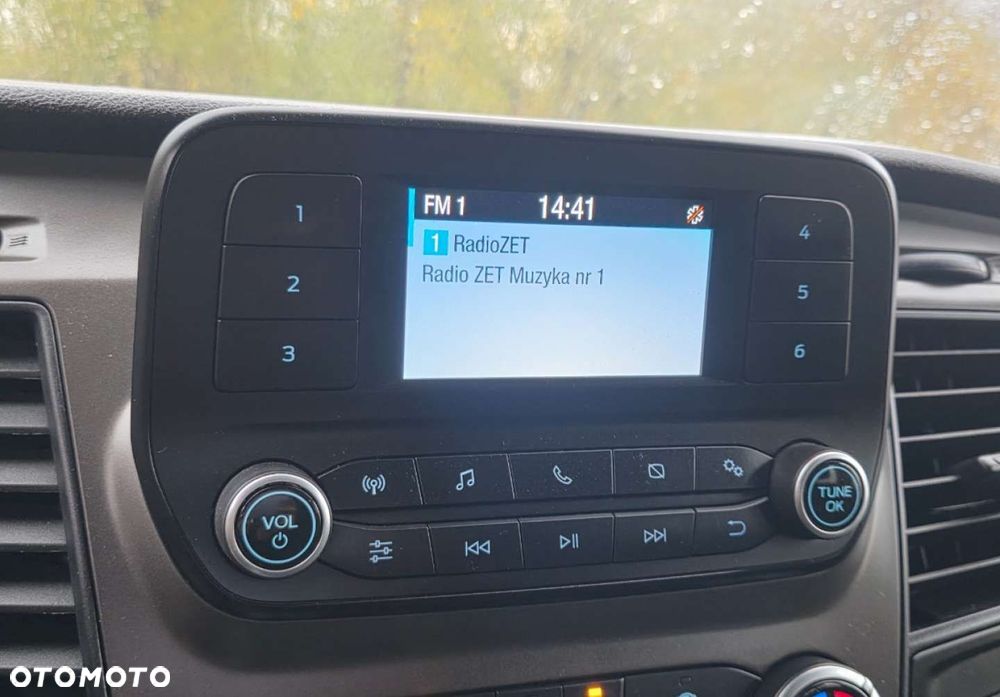 FM 1 14:41
1 RadioZET
Radio ZET Muzyka nr 1
1
2
3
4
5
6
VOL
TUNE
OK
OTOMOTO